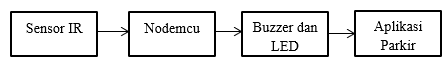 Sensor IR
Nodemcu
Buzzer dan
LED
Aplikasi
Parkir